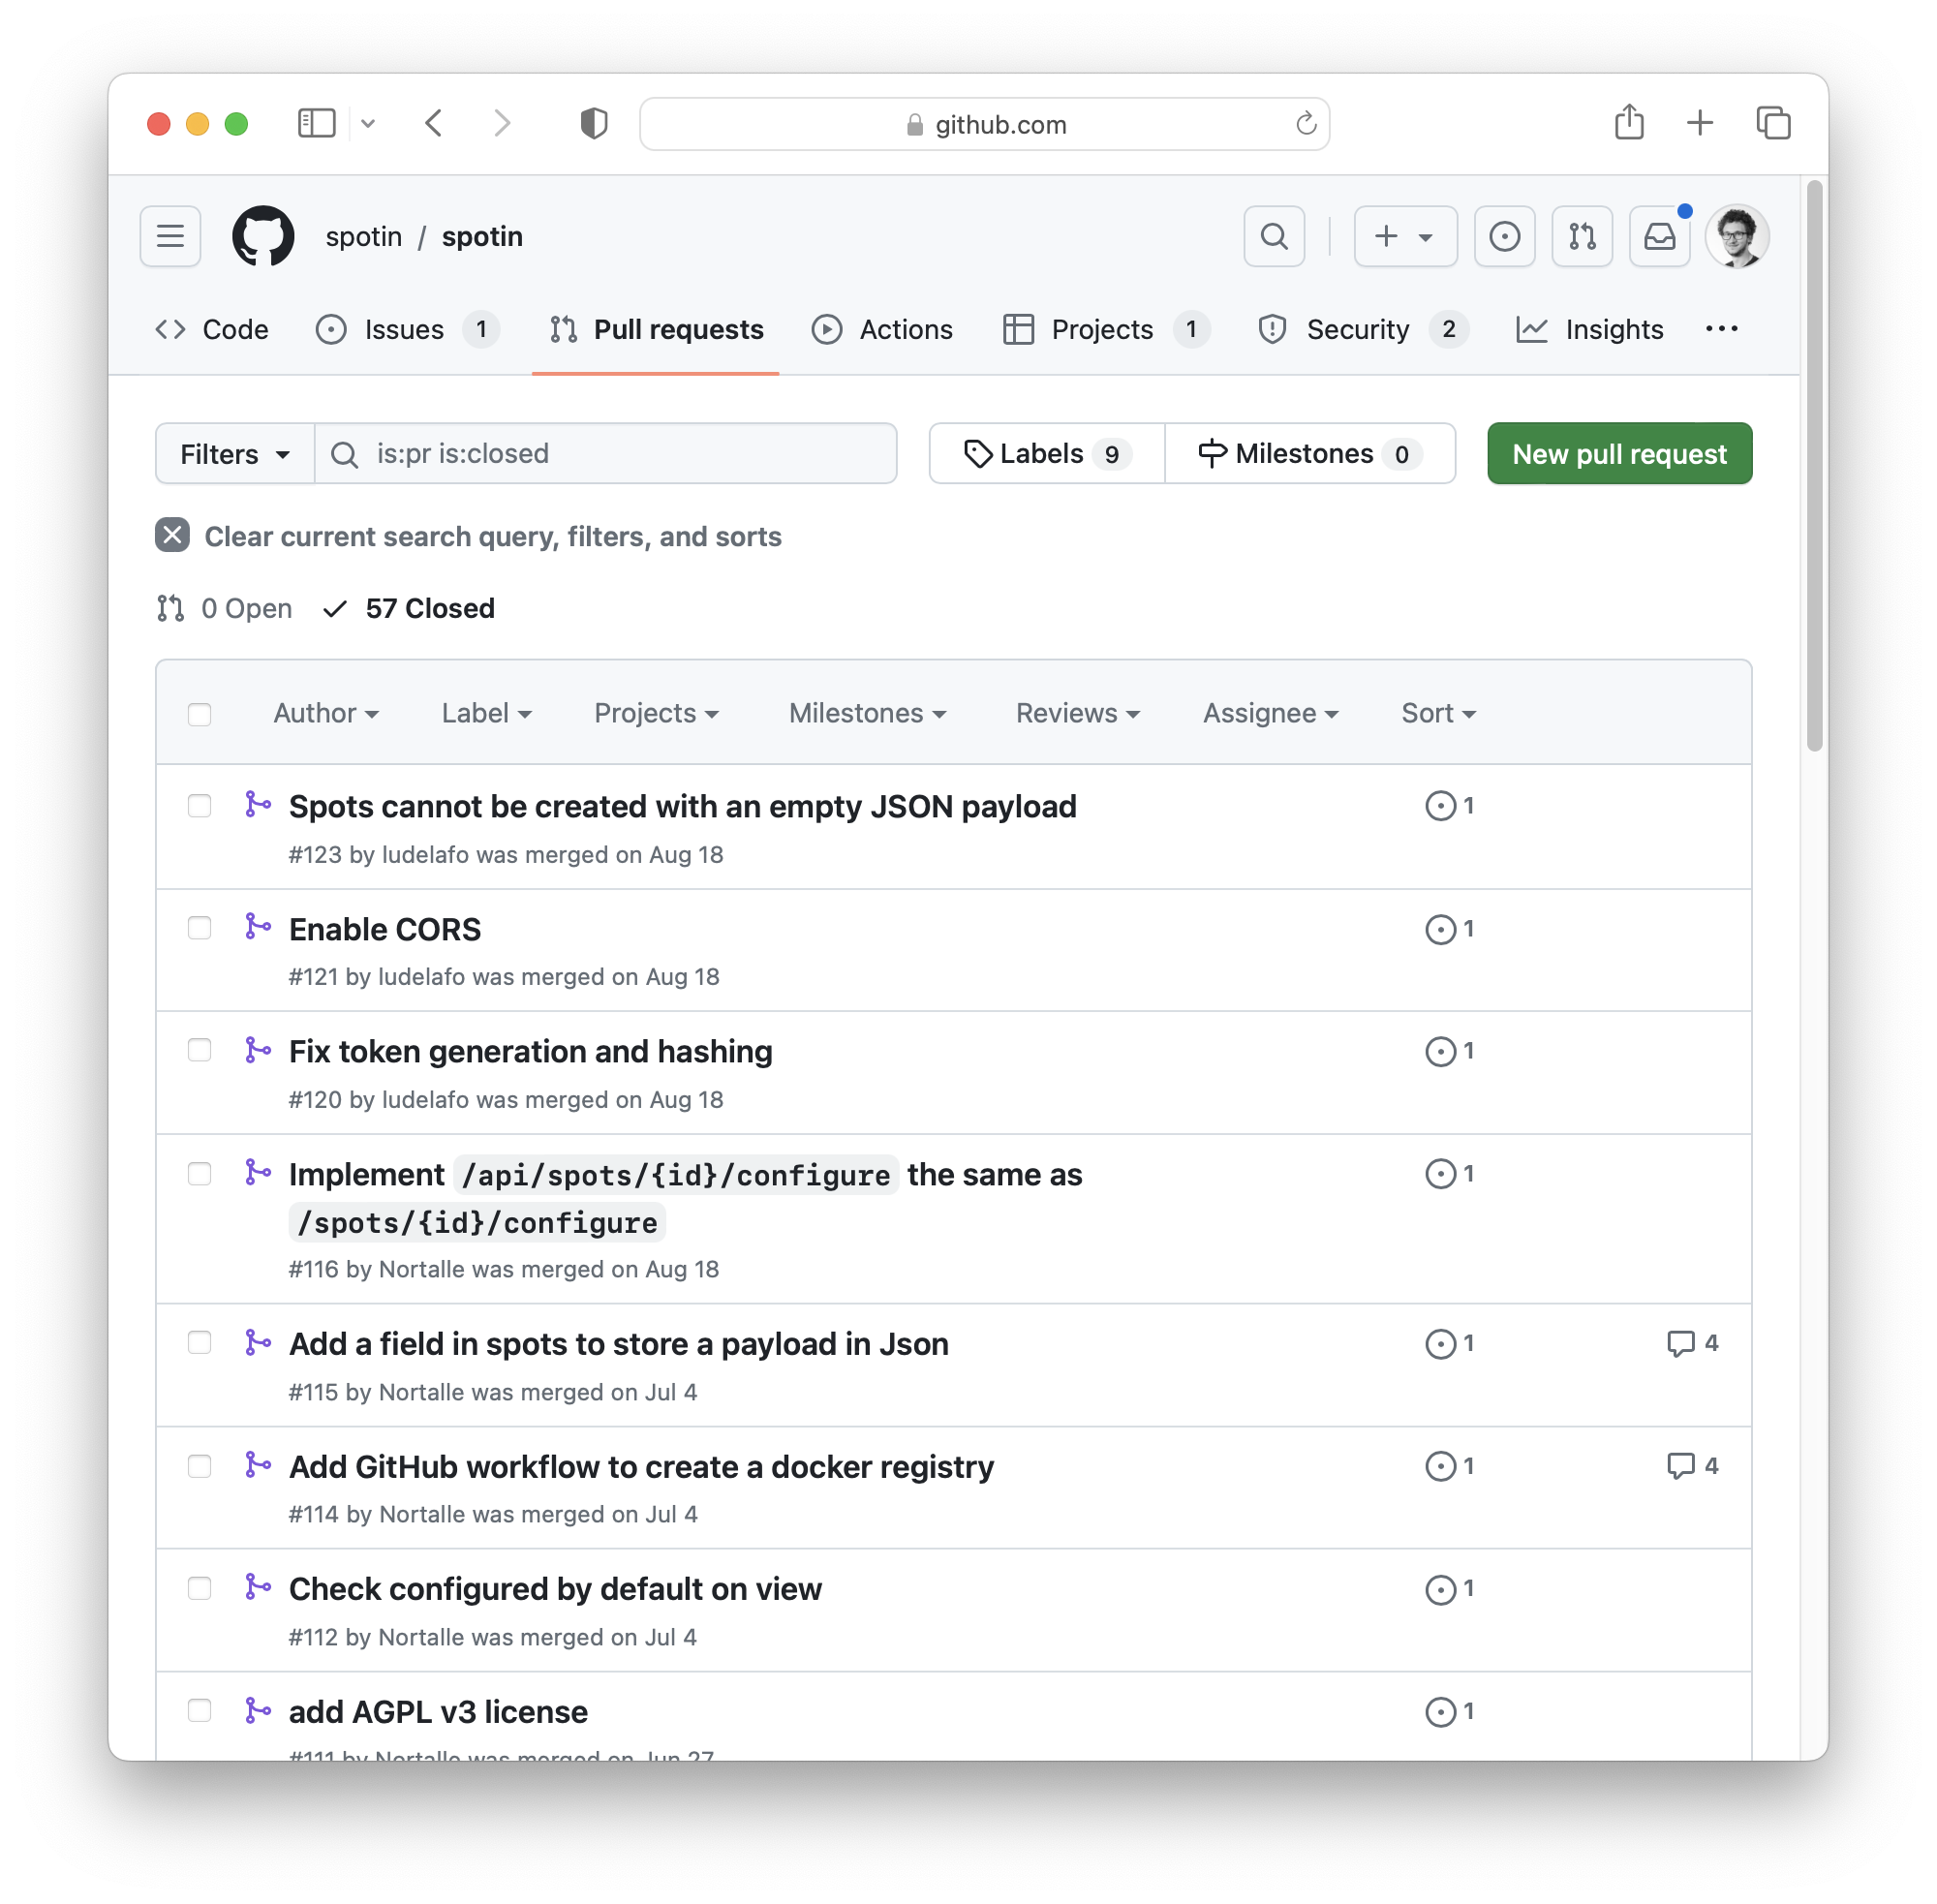 github.com
spotin / spotin
Code Issues 1 Pull requests Actions Projects 1 Security 2 Insights ...
Filters is:pr is:closed Labels 9 Milestones 0 New pull request
Clear current search query, filters, and sorts
0 Open 57 Closed
Author Label Projects Milestones Reviews Assignee Sort
Spots cannot be created with an empty JSON payload 1
#123 by ludelafo was merged on Aug 18
Enable CORS 1
#121 by ludelafo was merged on Aug 18
Fix token generation and hashing 1
#120 by ludelafo was merged on Aug 18
Implement /api/spots/{id}/configure the same as 1
/spots/{id}/configure
#116 by Nortalle was merged on Aug 18
Add a field in spots to store a payload in Json 1 4
#115 by Nortalle was merged on Jul 4
Add GitHub workflow to create a docker registry 1 4
#114 by Nortalle was merged on Jul 4
Check configured by default on view 1
#112 by Nortalle was merged on Jul 4
add AGPL v3 license 1
#111 by Nortalle was merged on Jun 27